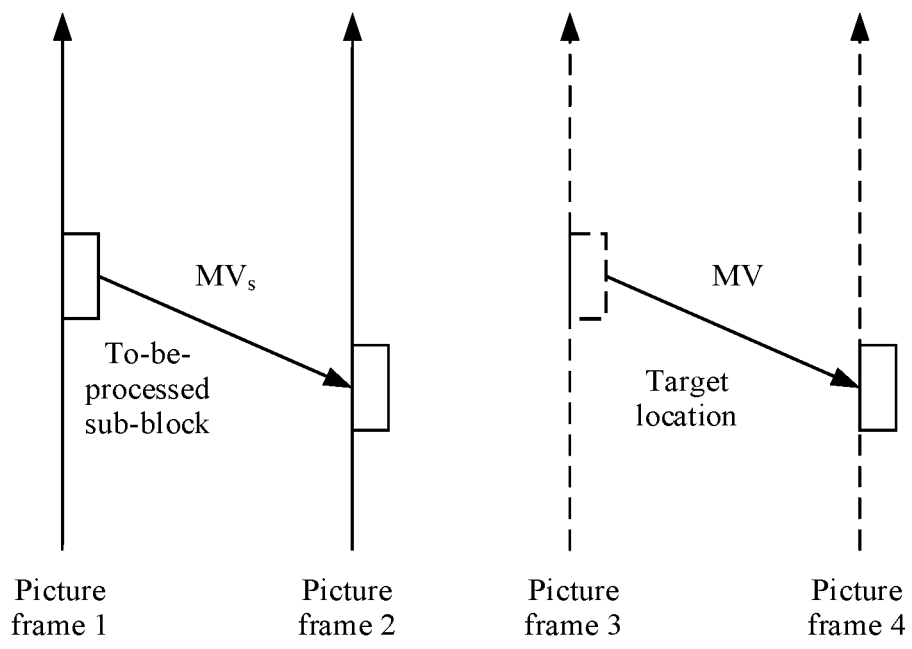 MVs
To-be-
processed
sub-block
MV
Target
location
Picture
frame 1
Picture
frame 2
Picture
frame 3
Picture
frame 4